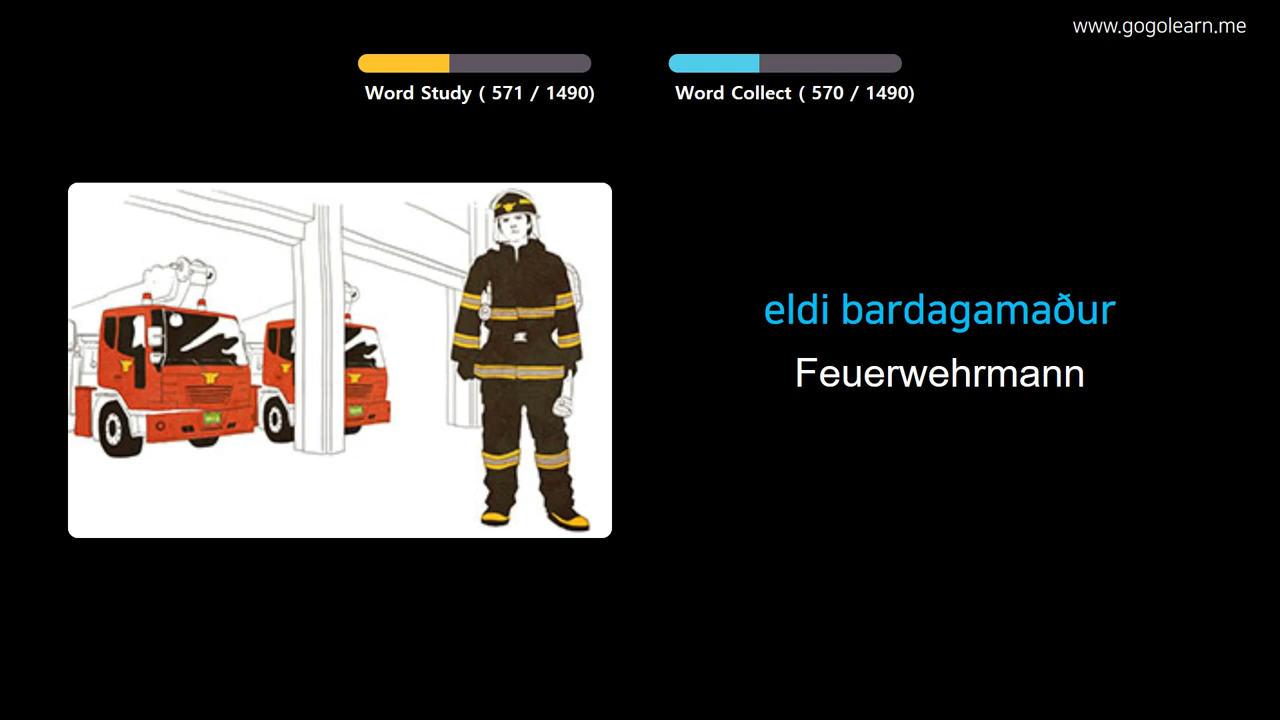 www.gogolearn.me
Word Study ( 571 / 1490)
Word Collect ( 570 / 1490)
eldi bardagamaður
Feuerwehrmann